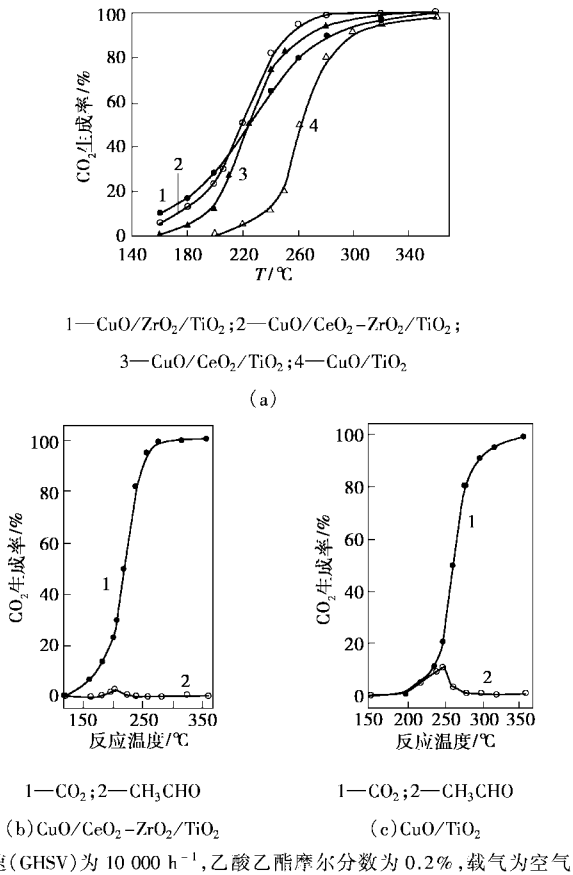 100
80
60
40
20
0
CO₂生成率/%
1
2
3
4
140 180 220 260 300 340
T/℃
1—CuO/ZrO₂/TiO₂;2—CuO/CeO₂-ZrO₂/TiO₂;
3—CuO/CeO₂/TiO₂;4—CuO/TiO₂
(a)
100
80
60
40
20
0
CO₂生成率/%
1
2
150 200 250 300 350
反应温度/℃
1—CO₂;2—CH₃CHO
(b)CuO/CeO₂-ZrO₂/TiO₂
100
80
60
40
20
0
CO₂生成率/%
1
2
150 200 250 300 350
反应温度/℃
1—CO₂;2—CH₃CHO
(c)CuO/TiO₂
速(GHSV)为 10 000 h⁻¹,乙酸乙酯摩尔分数为 0.2%,载气为空气